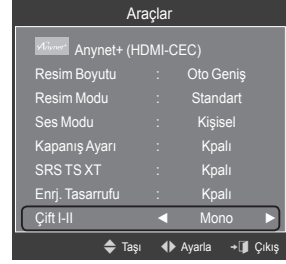 Araçlar
Anynet+ Anynet+ (HDMI-CEC)
Resim Boyutu : Oto Geniş
Resim Modu : Standart
Ses Modu : Kişisel
Kapanış Ayarı : Kpalı
SRS TS XT : Kpalı
Enrj. Tasarrufu : Kpalı
Çift I-II ◄ Mono ►
Taşı Ayarla Çıkış